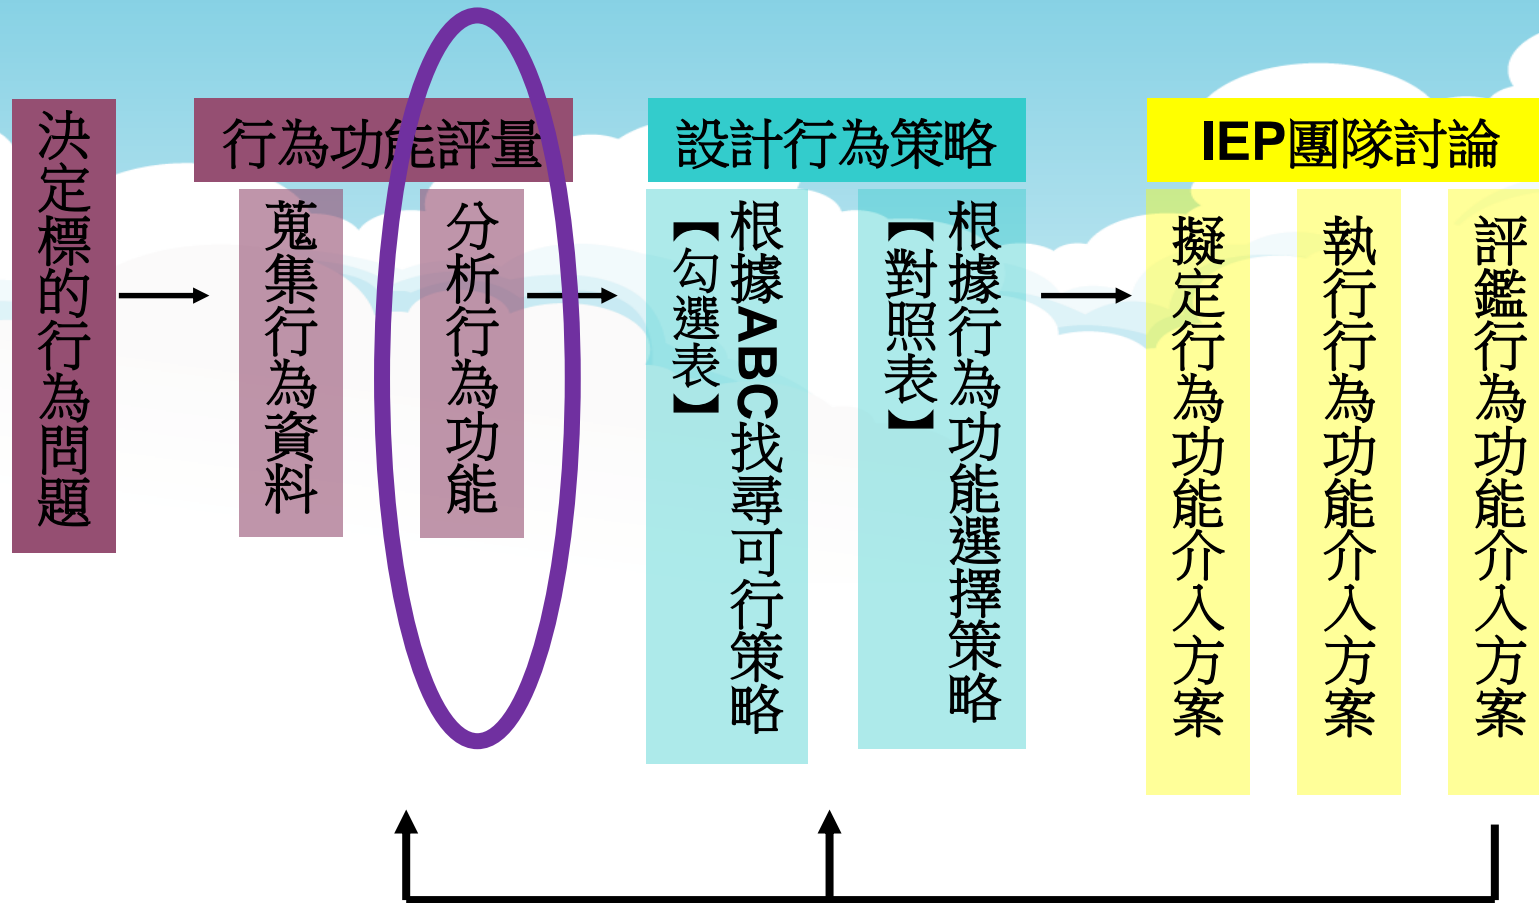 決定標的行為問題
行為功能評量
蒐集行為資料
分析行為功能
設計行為策略
根據ABC找尋可行策略
【勾選表】
根據行為功能選擇策略
【對照表】
IEP團隊討論
擬定行為功能介入方案
執行行為功能介入方案
評鑑行為功能介入方案